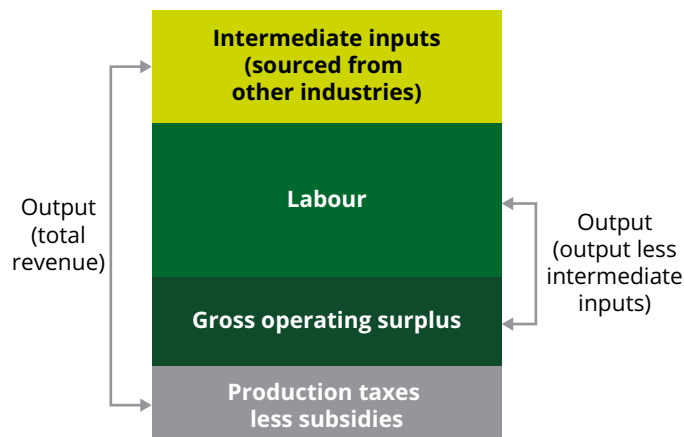 Intermediate inputs
(sourced from
other industries)
Labour
Gross operating surplus
Production taxes
less subsidies
Output
(total
revenue)
Output
(output less
intermediate
inputs)